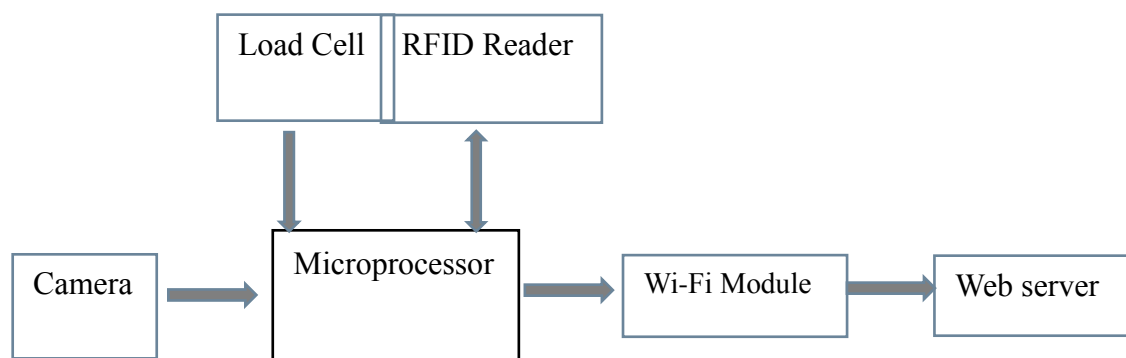 Load Cell
RFID Reader
Camera
Microprocessor
Wi-Fi Module
Web server